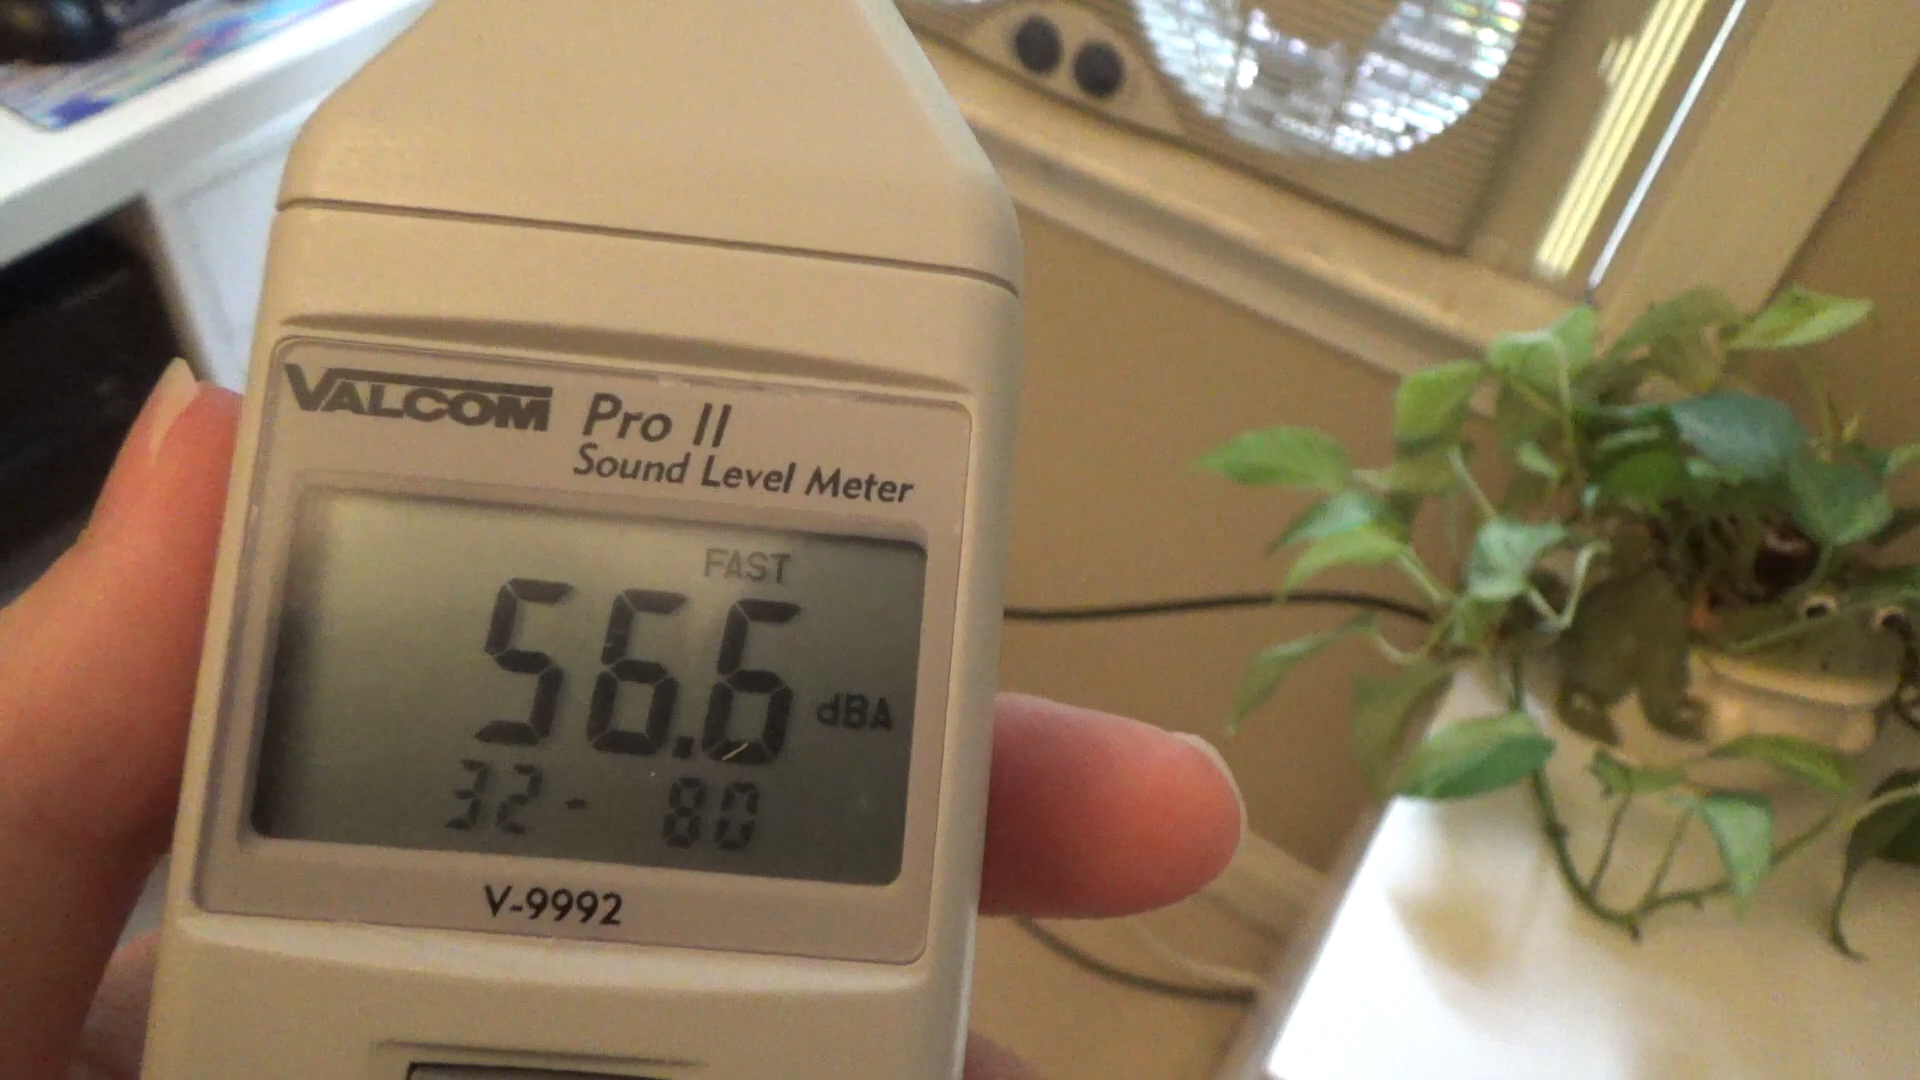 VALCOM Pro II
Sound Level Meter
FAST
56.6 dBA
32 - 80
V-9992